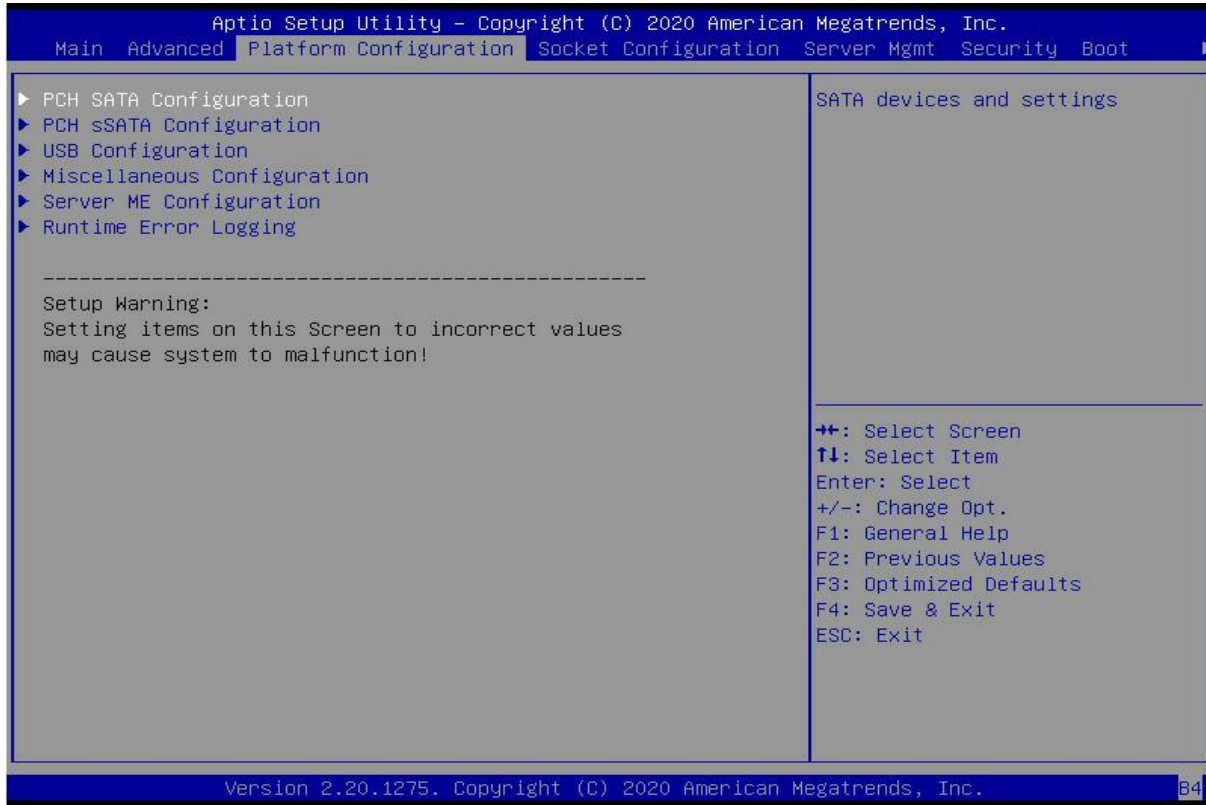 Aptio Setup Utility – Copyright (C) 2020 American Megatrends, Inc.
Main Advanced Platform Configuration Socket Configuration Server Mgmt Security Boot
▶ PCH SATA Configuration
▶ PCH sSATA Configuration
▶ USB Configuration
▶ Miscellaneous Configuration
▶ Server ME Configuration
▶ Runtime Error Logging
--------------------------------------------------
Setup Warning:
Setting items on this Screen to incorrect values
may cause system to malfunction!
SATA devices and settings
→←: Select Screen
↑↓: Select Item
Enter: Select
+/-: Change Opt.
F1: General Help
F2: Previous Values
F3: Optimized Defaults
F4: Save & Exit
ESC: Exit
Version 2.20.1275. Copyright (C) 2020 American Megatrends, Inc.
B4